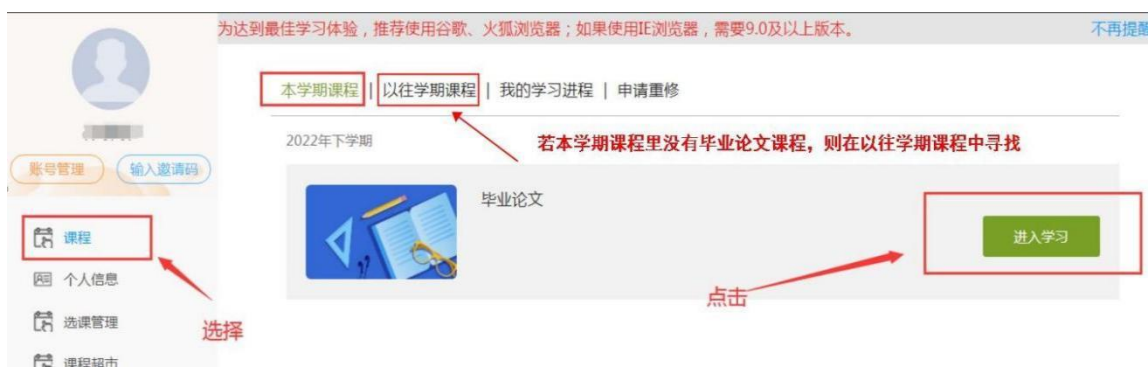 为达到最佳学习体验，推荐使用谷歌、火狐浏览器；如果使用IE浏览器，需要9.0及以上版本。 不再提醒
本学期课程 | 以往学期课程 | 我的学习进程 | 申请重修
2022年下学期
若本学期课程里没有毕业论文课程，则在以往学期课程中寻找
账号管理 输入邀请码
毕业论文
课程
进入学习
个人信息
点击
选课管理
选择
课程超市